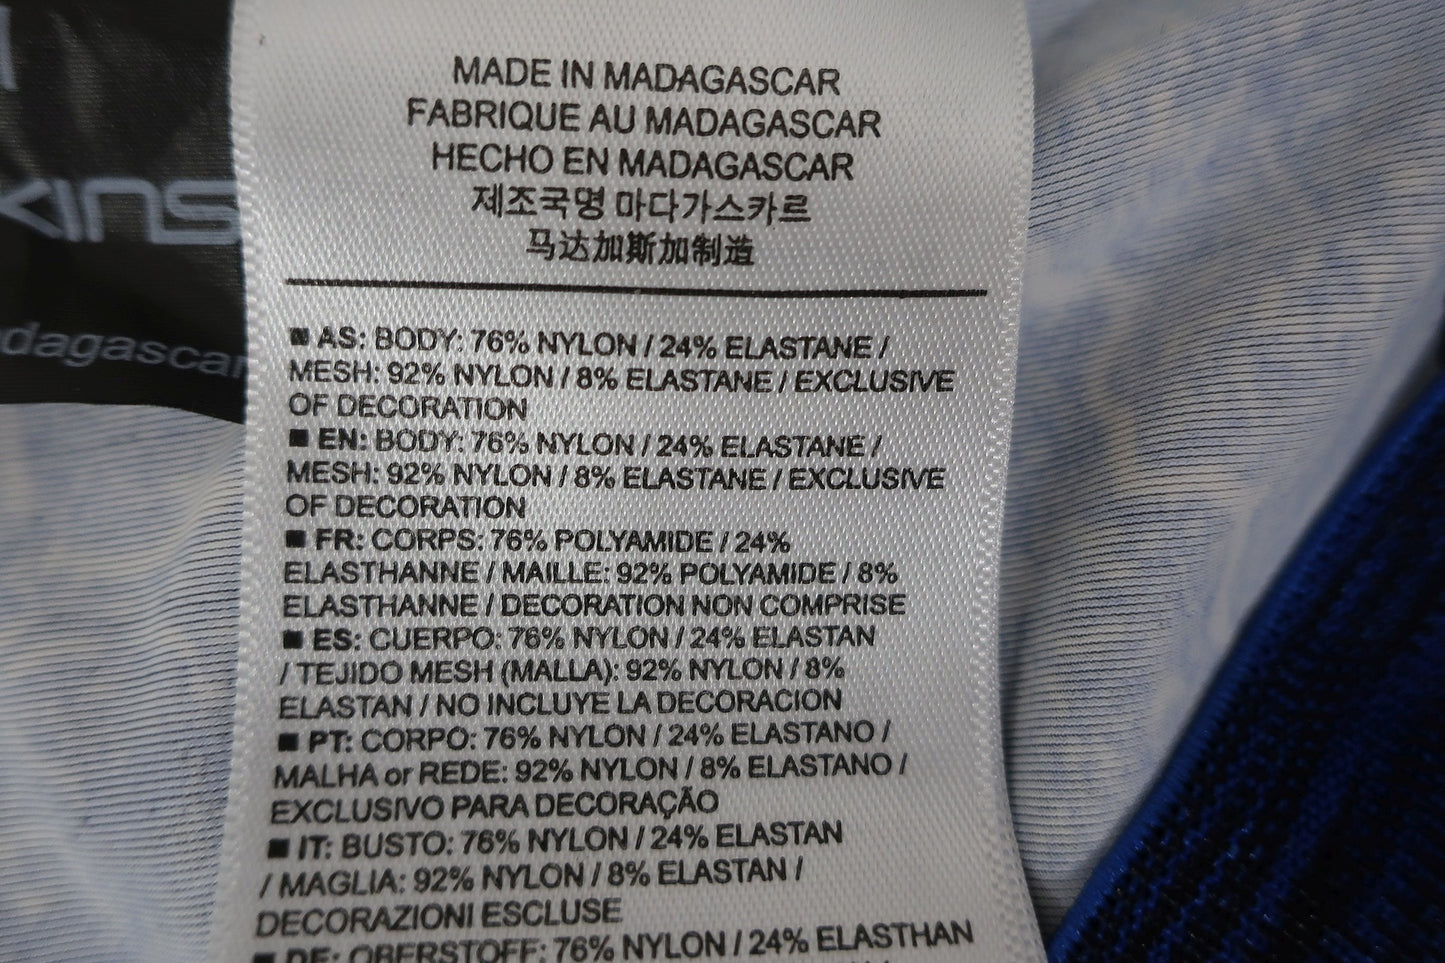 KINS
dagascar
MADE IN MADAGASCAR
FABRIQUE AU MADAGASCAR
HECHO EN MADAGASCAR
제조국명 마다가스카르
马达加斯加制造
■ AS: BODY: 76% NYLON / 24% ELASTANE /
MESH: 92% NYLON / 8% ELASTANE / EXCLUSIVE
OF DECORATION
■ EN: BODY: 76% NYLON / 24% ELASTANE /
MESH: 92% NYLON / 8% ELASTANE / EXCLUSIVE
OF DECORATION
■ FR: CORPS: 76% POLYAMIDE / 24%
ELASTHANNE / MAILLE: 92% POLYAMIDE / 8%
ELASTHANNE / DECORATION NON COMPRISE
■ ES: CUERPO: 76% NYLON / 24% ELASTAN
/ TEJIDO MESH (MALLA): 92% NYLON / 8%
ELASTAN / NO INCLUYE LA DECORACION
■ PT: CORPO: 76% NYLON / 24% ELASTANO /
MALHA or REDE: 92% NYLON / 8% ELASTANO /
EXCLUSIVO PARA DECORAÇÃO
■ IT: BUSTO: 76% NYLON / 24% ELASTAN
/ MAGLIA: 92% NYLON / 8% ELASTAN /
DECORAZIONI ESCLUSE
■ DE: OBERSTOFF: 76% NYLON / 24% ELASTHAN